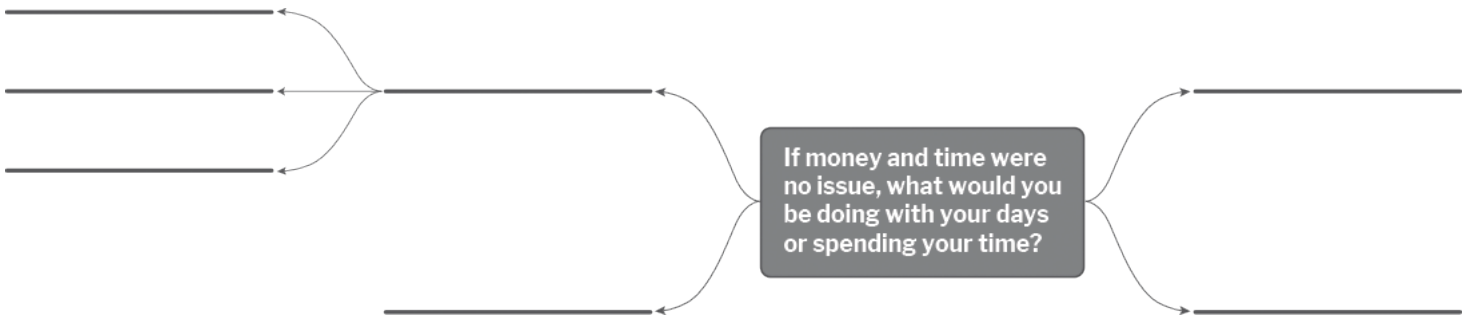 If money and time were
no issue, what would you
be doing with your days
or spending your time?